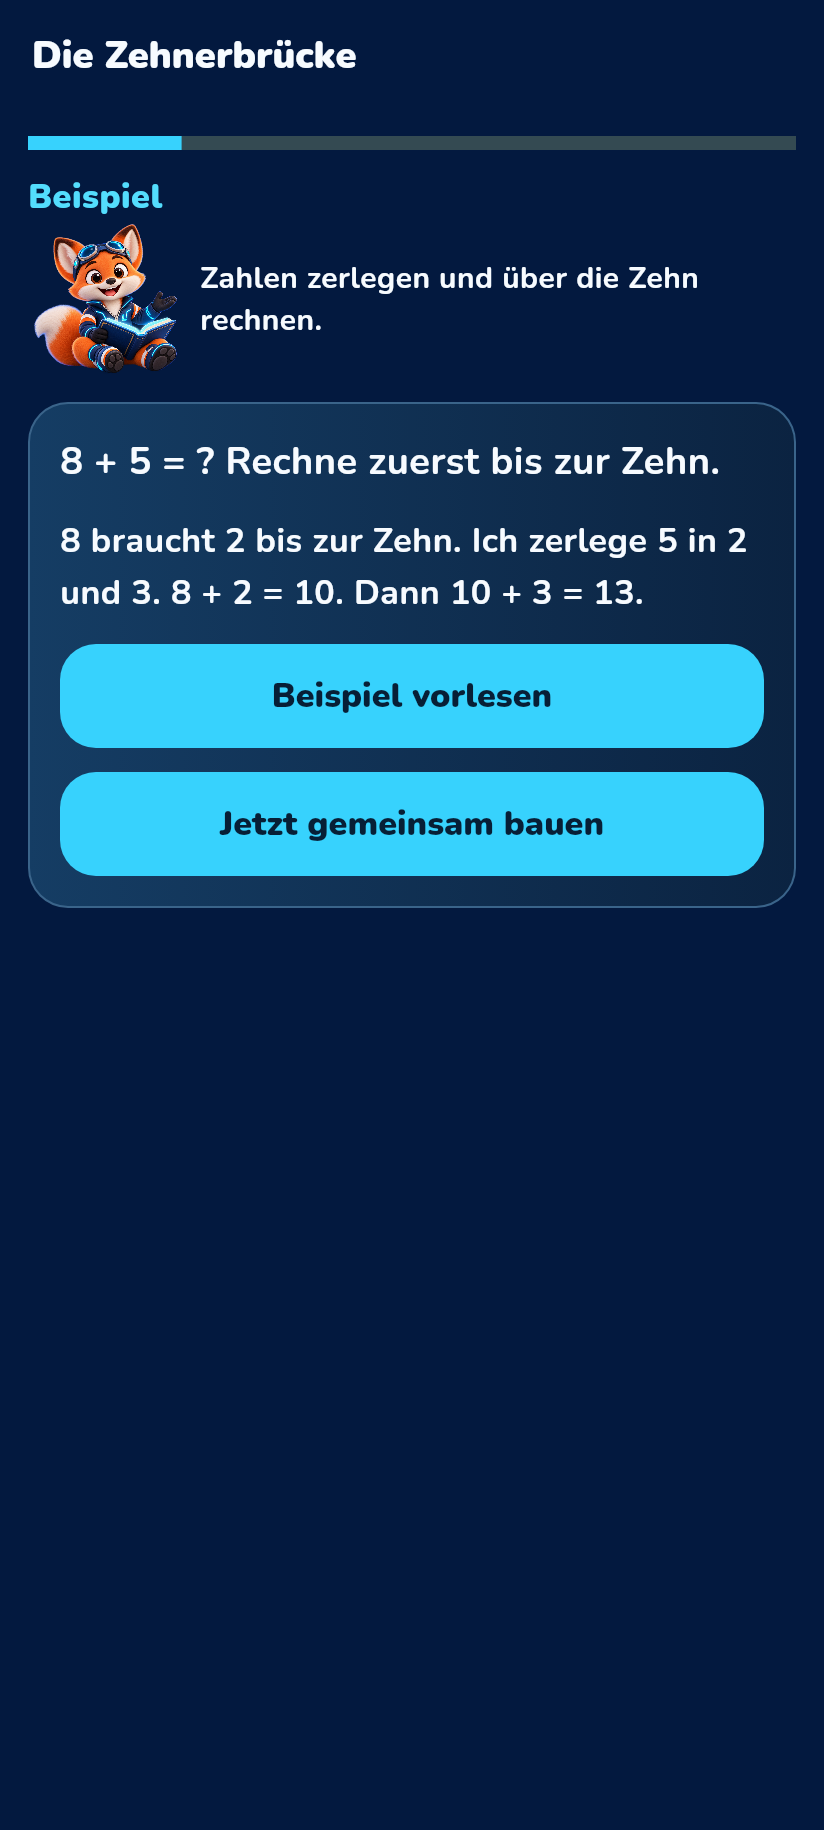 Die Zehnerbrücke
Beispiel
Zahlen zerlegen und über die Zehn
rechnen.
8 + 5 = ? Rechne zuerst bis zur Zehn.
8 braucht 2 bis zur Zehn. Ich zerlege 5 in 2
und 3. 8 + 2 = 10. Dann 10 + 3 = 13.
Beispiel vorlesen
Jetzt gemeinsam bauen